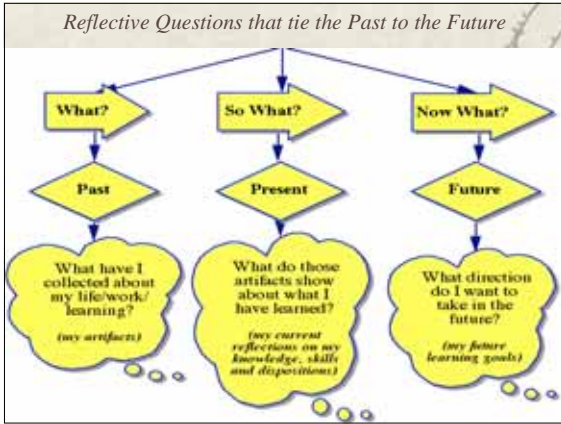 Reflective Questions that tie the Past to the Future
What?
So What?
Now What?
Past
Present
Future
What have I
collected about
my life/work/
learning?
(my artifacts)
What do those
artifacts show
about what I
have learned?
(my current
reflections on my
knowledge, skills
and dispositions)
What direction
do I want to
take in the
future?
(my future
learning goals)